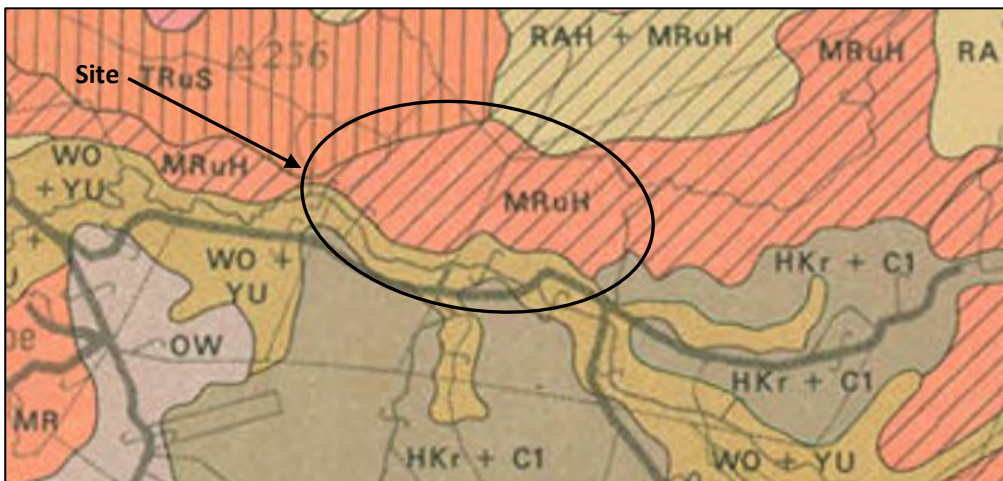 RAH + MRuH
MRuH
RA
△ 256
Site
TRuS
WO
+ YU
MRuH
MRuH
WO +
YU
HKr + C1
OW
HKr + C1
MR
HKr + C1
WO + YU